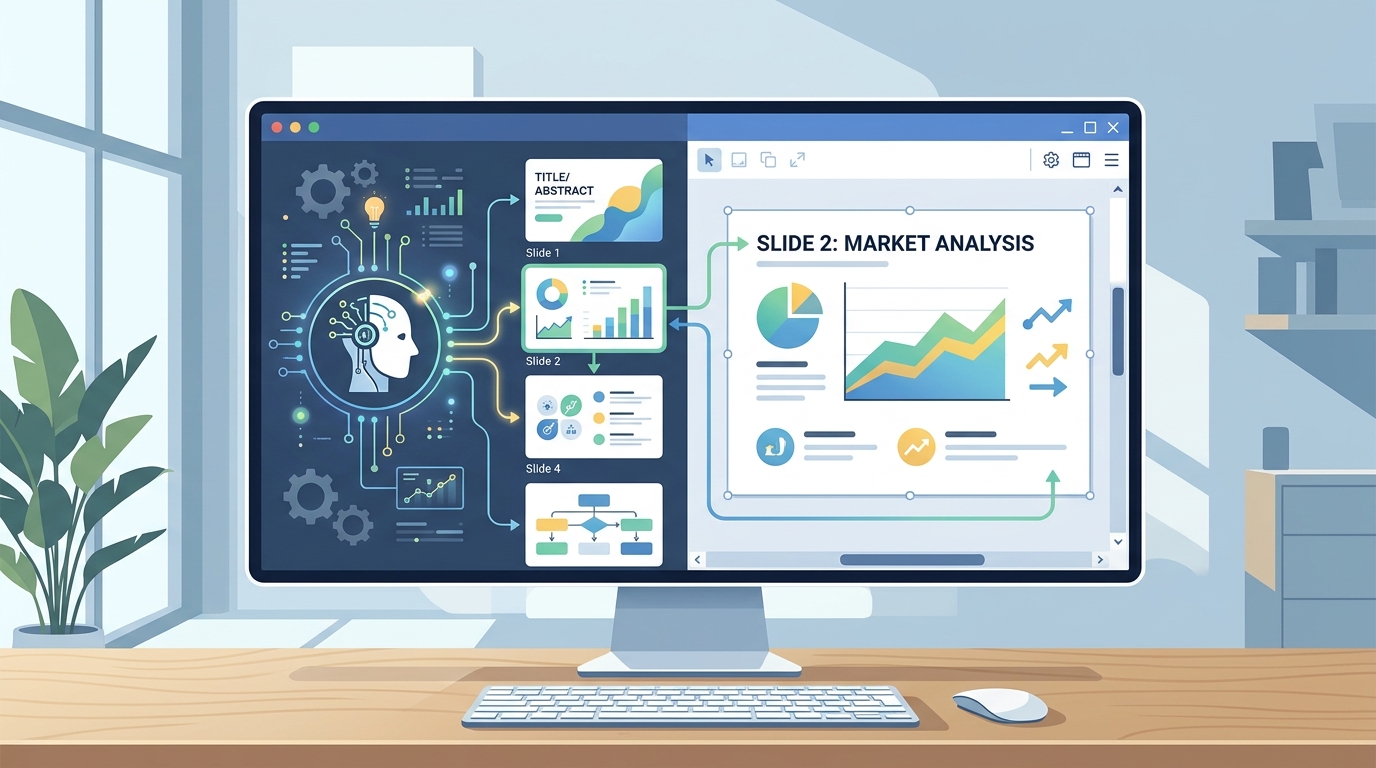 TITLE/
ABSTRACT
Slide 1
Slide 2
Slide 4
SLIDE 2: MARKET ANALYSIS